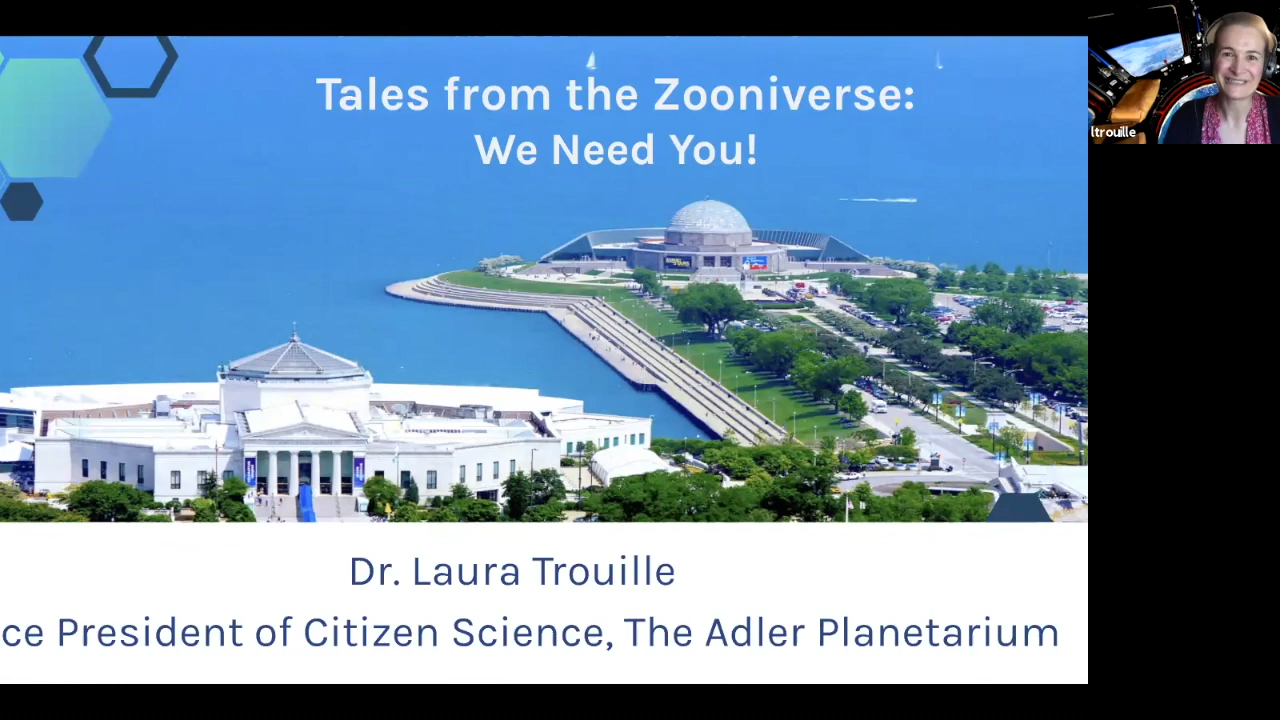 Tales from the Zooniverse:
We Need You!
ltrouille
Dr. Laura Trouille
ce President of Citizen Science, The Adler Planetarium